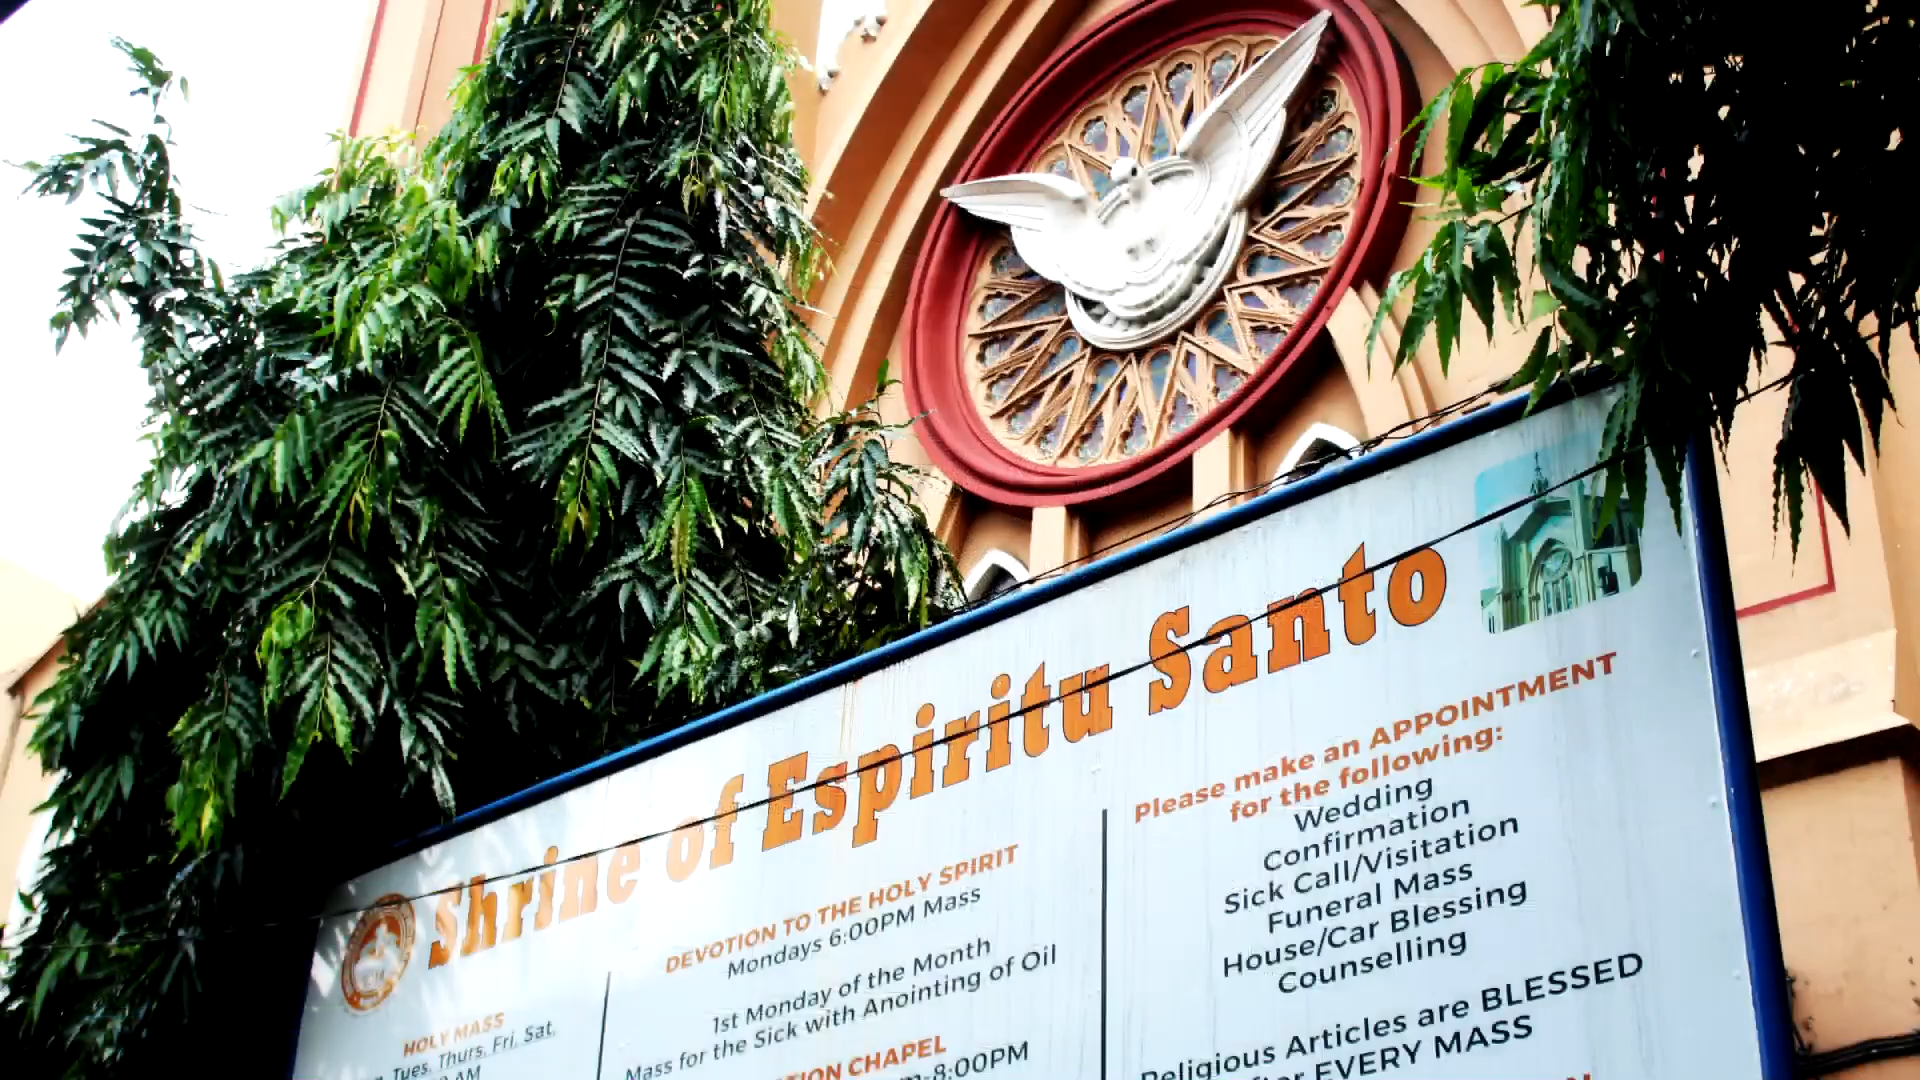 Shrine of Espiritu Santo
HOLY MASS
Tues, Thurs, Fri, Sat,
AM
DEVOTION TO THE HOLY SPIRIT
Mondays 6:00PM Mass
1st Monday of the Month
Mass for the Sick with Anointing of Oil
CHAPEL
8:00PM
Please make an APPOINTMENT
for the following:
Wedding
Confirmation
Sick Call/Visitation
Funeral Mass
House/Car Blessing
Counselling
Religious Articles are BLESSED
EVERY MASS